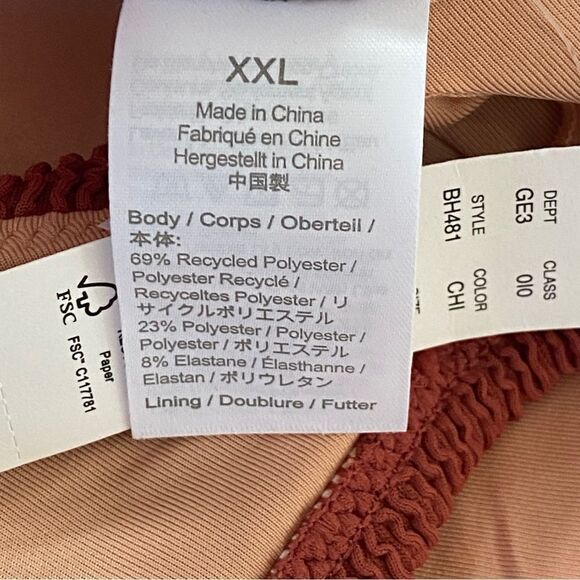 XXL
Made in China
Fabriqué en Chine
Hergestellt in China
中国製
Body / Corps / Oberteil /
本体:
69% Recycled Polyester /
Polyester Recyclé /
Recyceltes Polyester / リ
サイクルポリエステル
23% Polyester / Polyester /
Polyester / ポリエステル
8% Elastane / Élasthanne /
Elastan / ポリウレタン
Lining / Doublure / Futter
DEPT CLASS
GE3 0I0
STYLE COLOR
BH481 CHI
FSC
FSC™ C117781
Paper